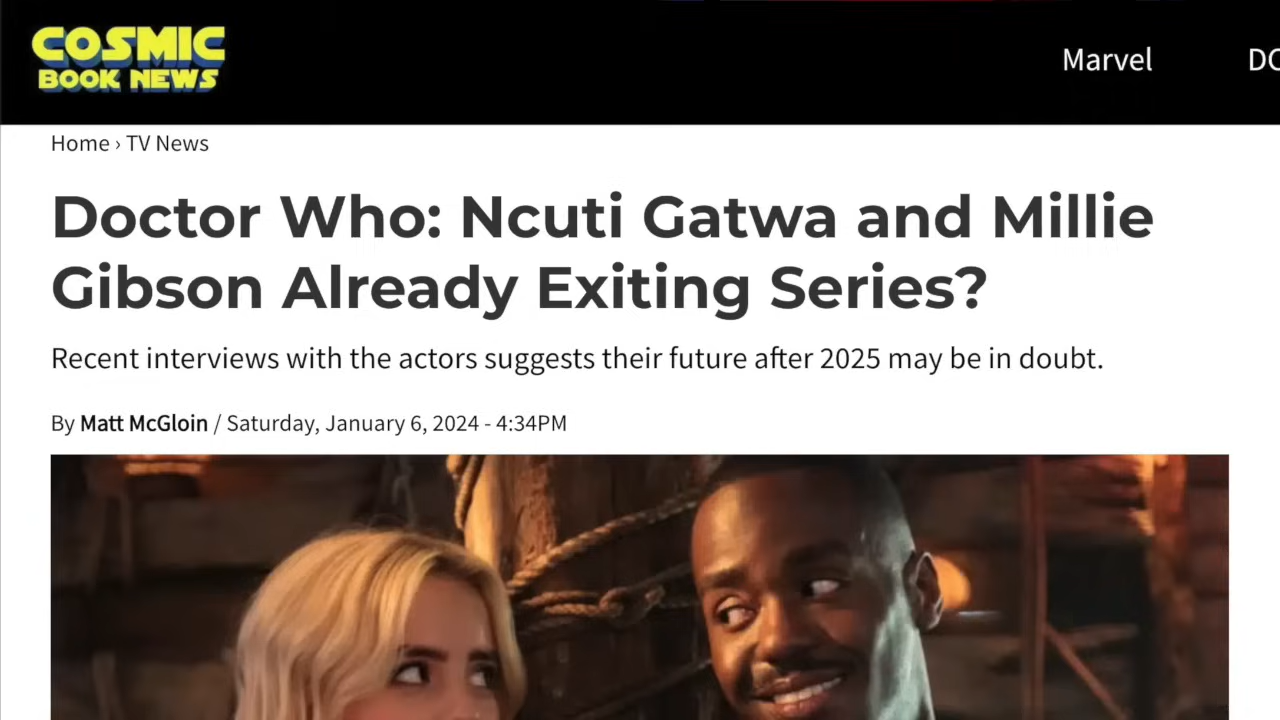 COSMIC
BOOK NEWS
Marvel
DC
Home › TV News
Doctor Who: Ncuti Gatwa and Millie
Gibson Already Exiting Series?
Recent interviews with the actors suggests their future after 2025 may be in doubt.
By Matt McGloin / Saturday, January 6, 2024 - 4:34PM